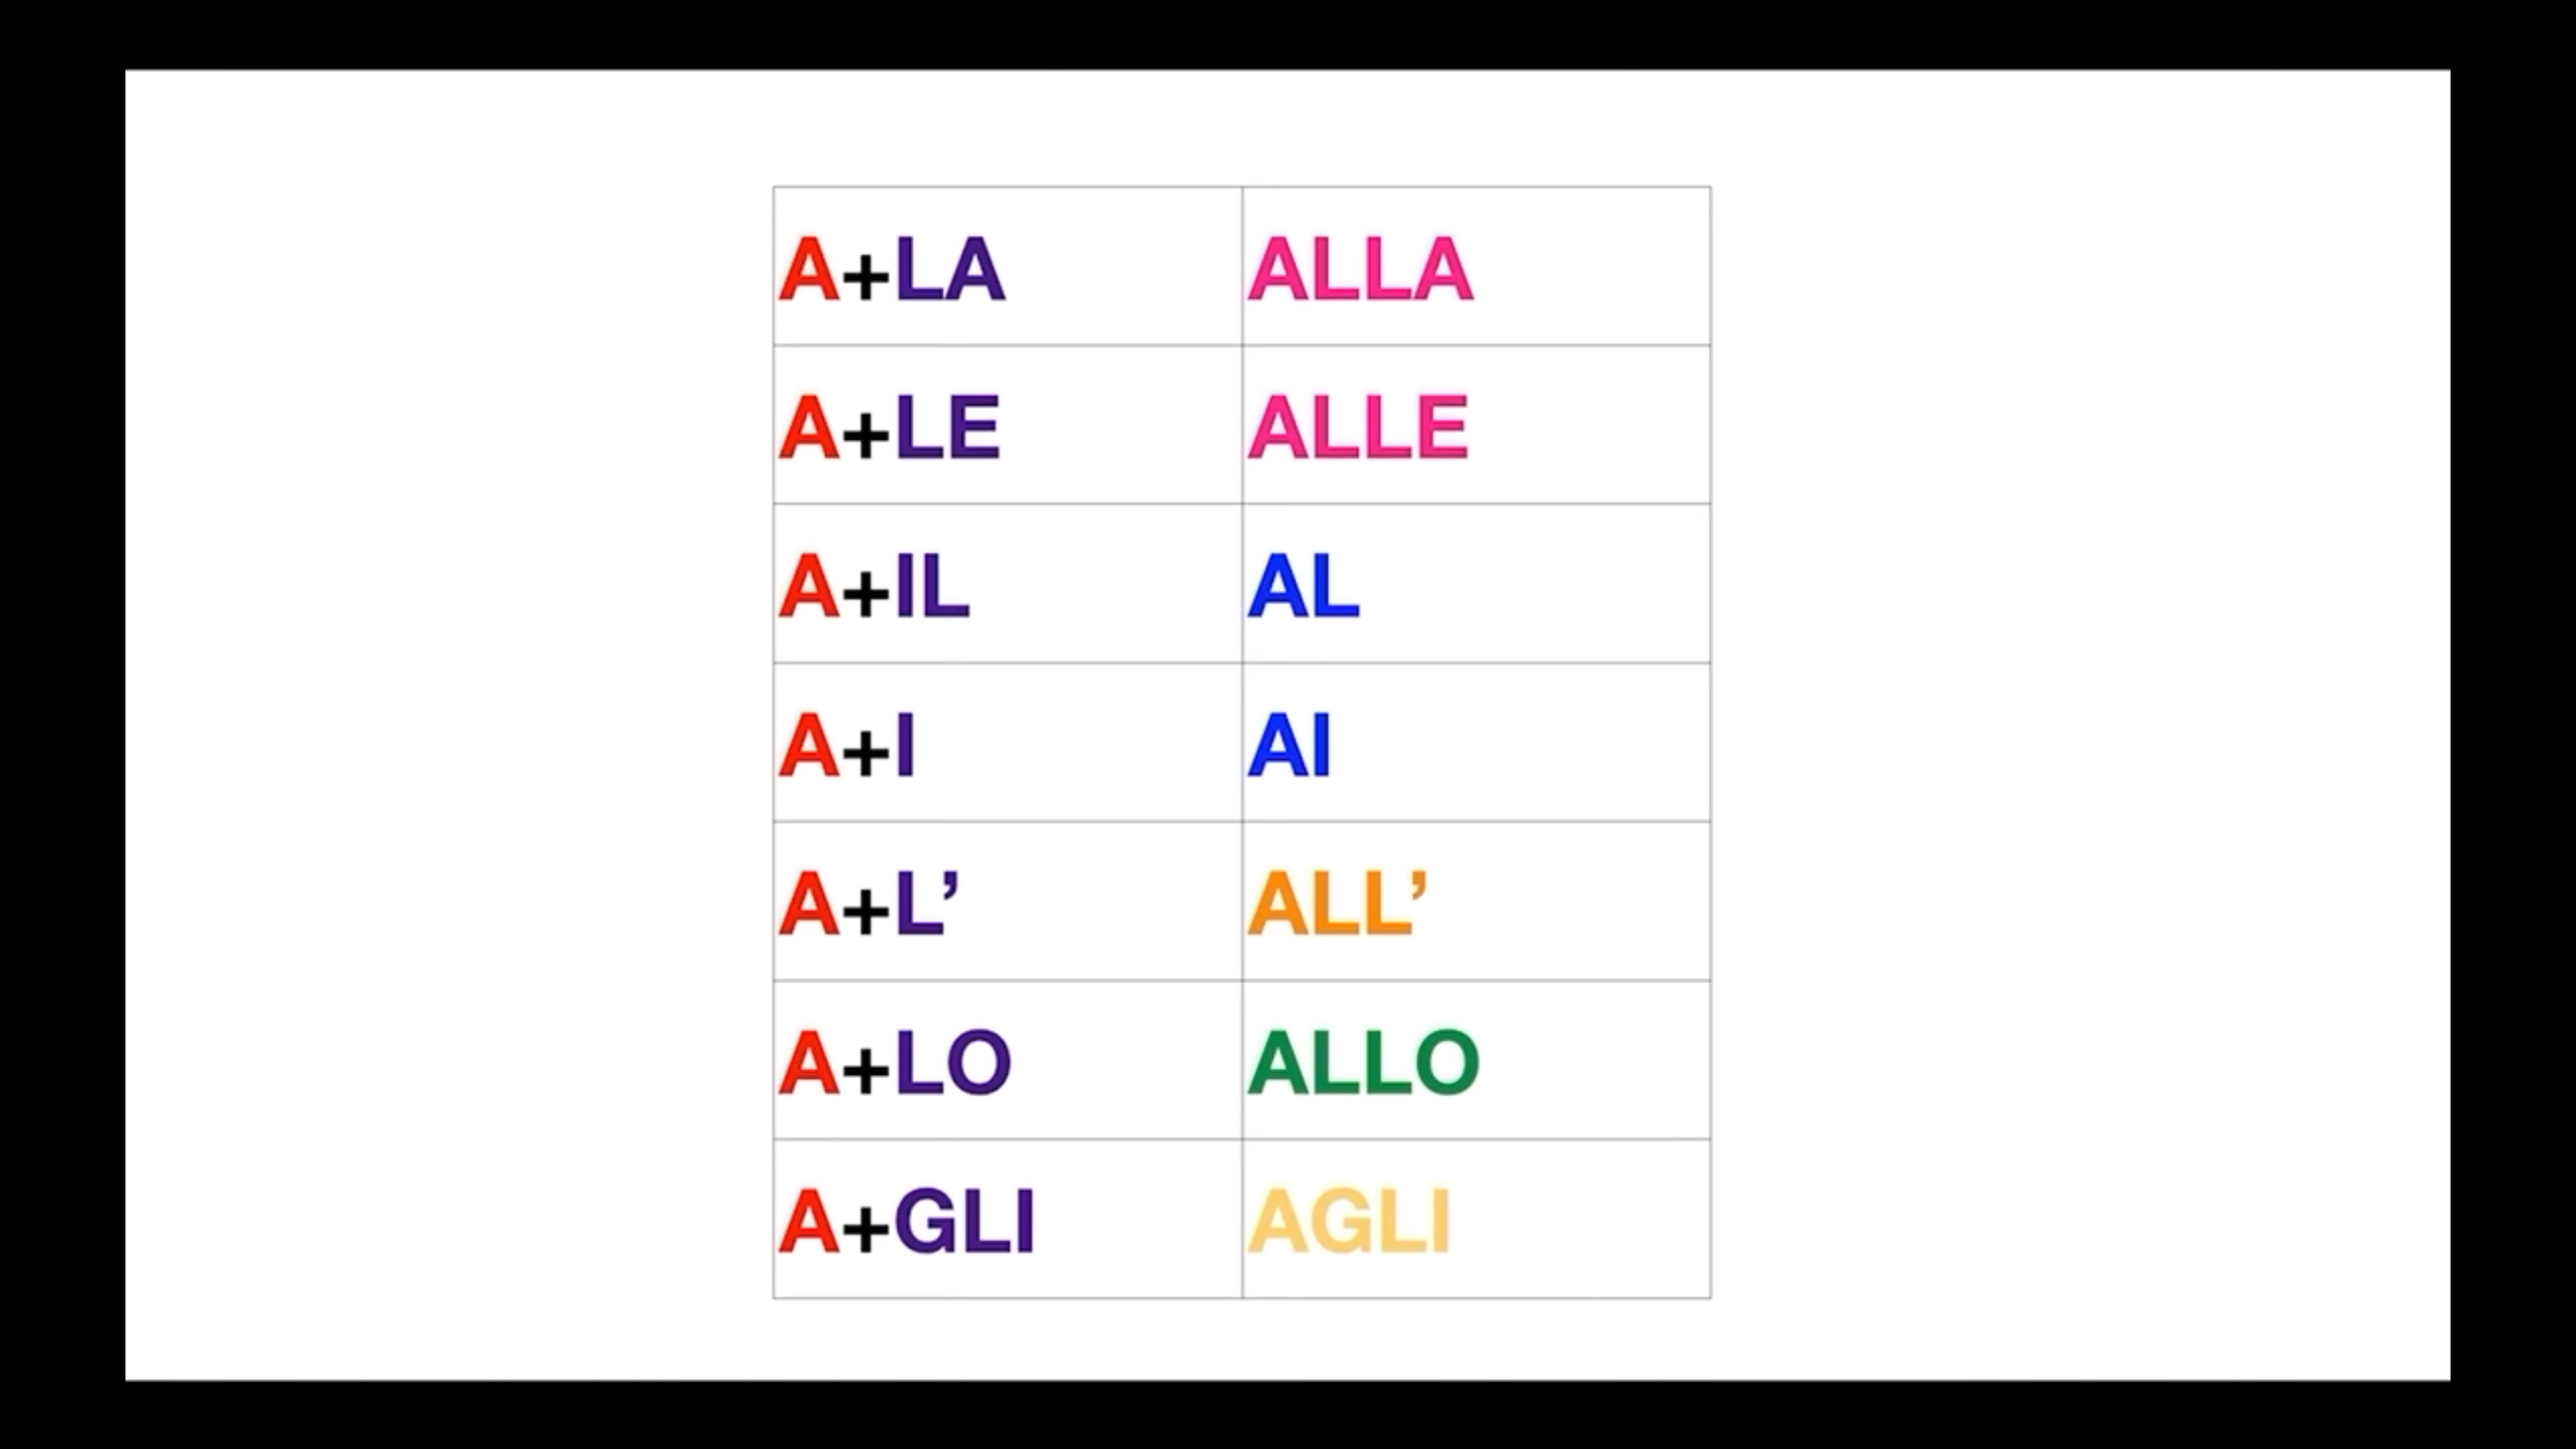 A+LA ALLA
A+LE ALLE
A+IL AL
A+I AI
A+L’ ALL’
A+LO ALLO
A+GLI AGLI